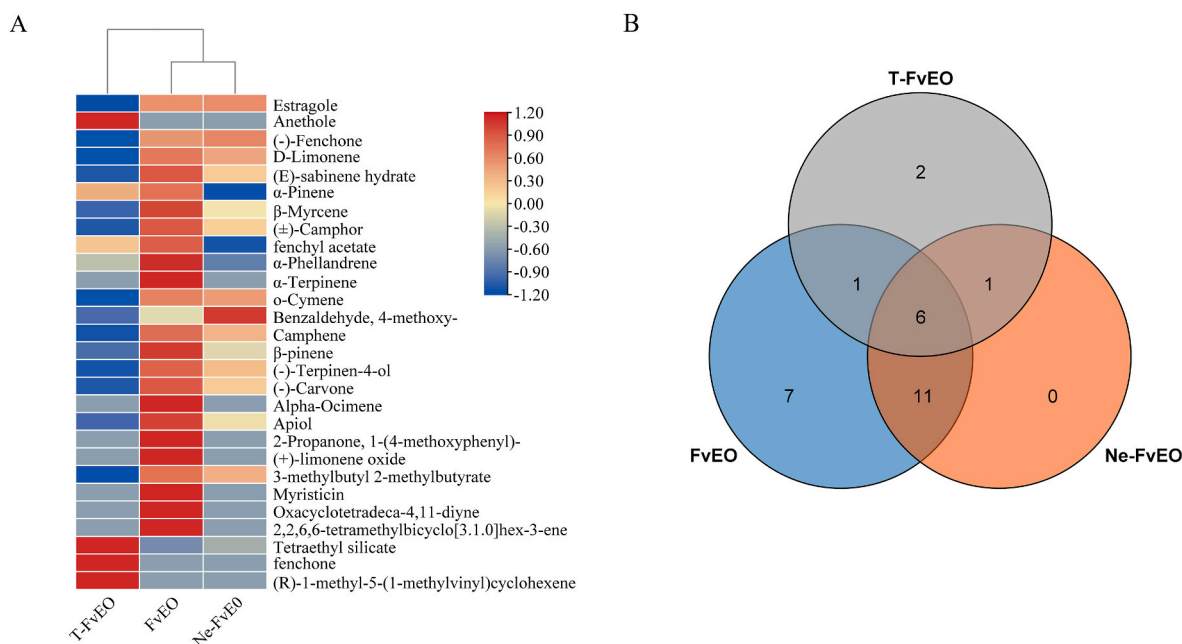 A
Estragole
Anethole
(-)-Fenchone
D-Limonene
(E)-sabinene hydrate
α-Pinene
β-Myrcene
(±)-Camphor
fenchyl acetate
α-Phellandrene
α-Terpinene
o-Cymene
Benzaldehyde, 4-methoxy-
Camphene
β-pinene
(-)-Terpinen-4-ol
(-)-Carvone
Alpha-Ocimene
Apiol
2-Propanone, 1-(4-methoxyphenyl)-
(+)-limonene oxide
3-methylbutyl 2-methylbutyrate
Myristicin
Oxacyclotetradeca-4,11-diyne
2,2,6,6-tetramethylbicyclo[3.1.0]hex-3-ene
Tetraethyl silicate
fenchone
(R)-1-methyl-5-(1-methylvinyl)cyclohexene
T-FvEO
FvEO
Ne-FvE0
1.20
0.90
0.60
0.30
0.00
-0.30
-0.60
-0.90
-1.20
B
T-FvEO
2
1
1
6
7
11
0
FvEO
Ne-FvEO